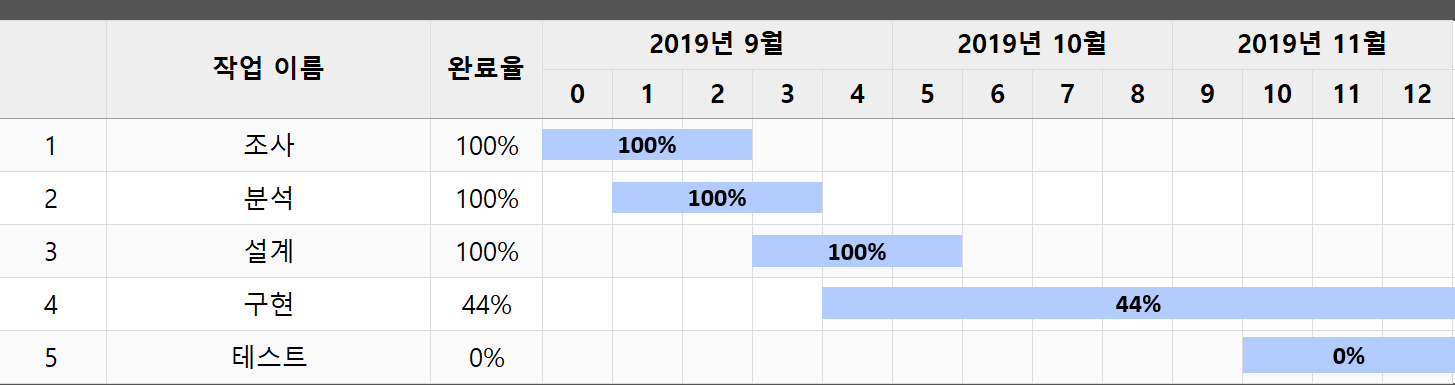 작업 이름 완료율 2019년 9월 2019년 10월 2019년 11월
0 1 2 3 4 5 6 7 8 9 10 11 12
1 조사 100% 100%
2 분석 100% 100%
3 설계 100% 100%
4 구현 44% 44%
5 테스트 0% 0%